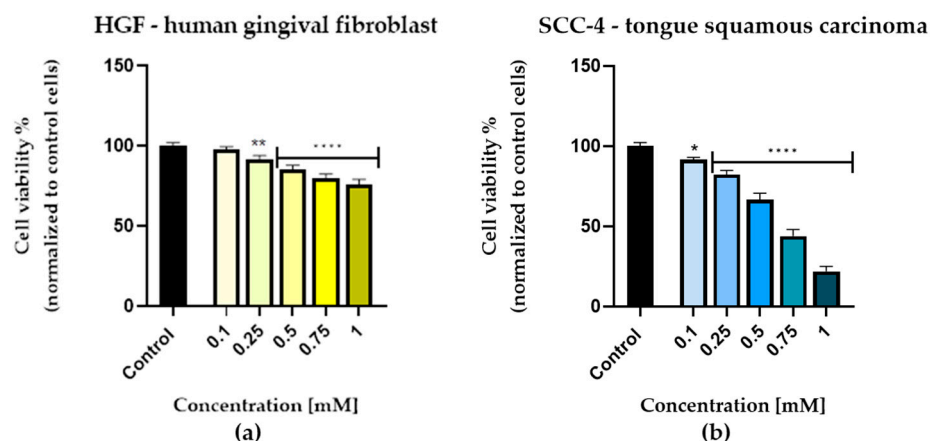 HGF - human gingival fibroblast
Cell viability %
(normalized to control cells)
150
100
50
0
**
****
Control
0.1
0.25
0.5
0.75
1
Concentration [mM]
(a)
SCC-4 - tongue squamous carcinoma
Cell viability %
(normalized to control cells)
150
100
50
0
*
****
Control
0.1
0.25
0.5
0.75
1
Concentration [mM]
(b)